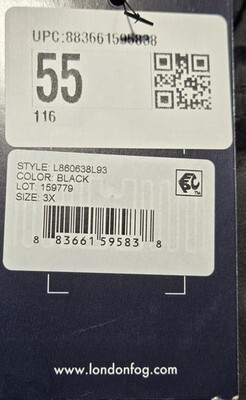 UPC:883661595838
55
116
STYLE: L860638L93
COLOR: BLACK
LOT: 159779
SIZE: 3X
8 83661 59583 8
www.londonfog.com